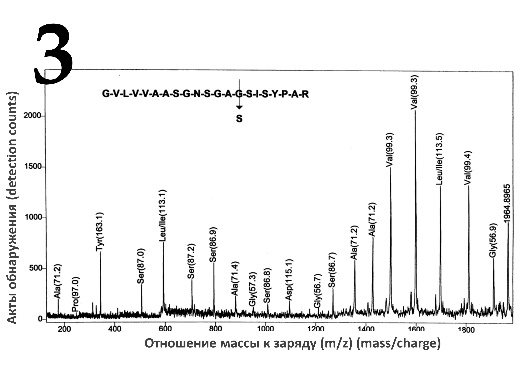 3
G-V-L-V-V-A-A-S-G-N-S-G-A-G-S-I-S-Y-P-A-R
S
Акты обнаружения (detection counts)
2000
1500
1000
500
0
Ala(71.2)
Pro(97.0)
Tyr(163.1)
Ser(87.0)
Leu/Ile(113.1)
Ser(87.2)
Ser(86.9)
Ala(71.4)
Gly(57.3)
Ser(86.8)
Asp(115.1)
Gly(56.7)
Ser(86.7)
Ala(71.2)
Ala(71.2)
Val(99.3)
Val(99.3)
Leu/Ile(113.5)
Val(99.4)
Gly(56.9)
1964.8965
200 400 600 800 1000 1200 1400 1600 1800
Отношение массы к заряду (m/z) (mass/charge)